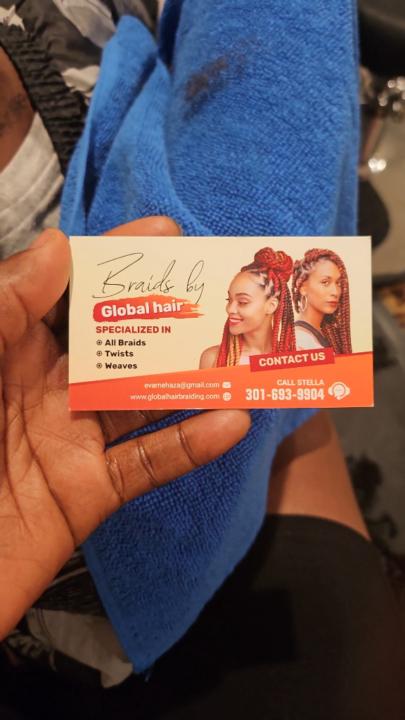 Braids by
Global hair
SPECIALIZED IN
All Braids
Twists
Weaves
CONTACT US
evamehaza@gmail.com
www.globalhairbraiding.com
CALL STELLA
301-693-9904